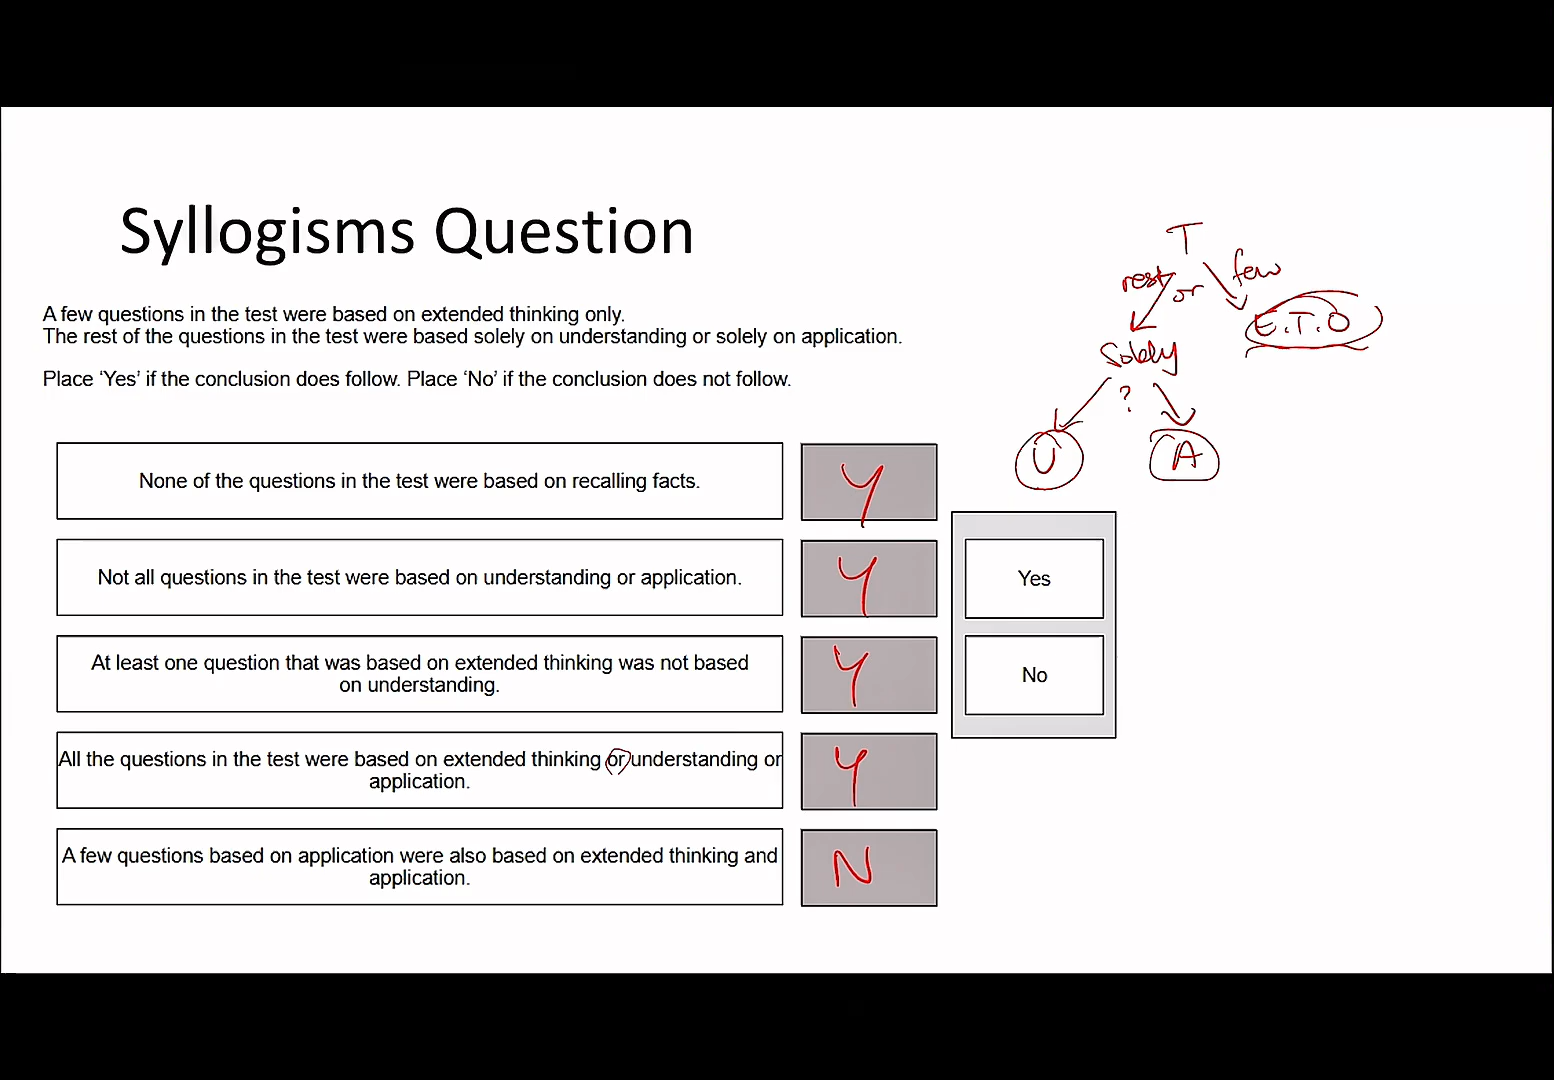 Syllogisms Question
A few questions in the test were based on extended thinking only.
The rest of the questions in the test were based solely on understanding or solely on application.
Place ‘Yes’ if the conclusion does follow. Place ‘No’ if the conclusion does not follow.
None of the questions in the test were based on recalling facts.
Y
Not all questions in the test were based on understanding or application.
Y
At least one question that was based on extended thinking was not based
on understanding.
Y
All the questions in the test were based on extended thinking or understanding or
application.
Y
A few questions based on application were also based on extended thinking and
application.
N
Yes
No
T
rest or few
E.T.O
Solely
?
U
A